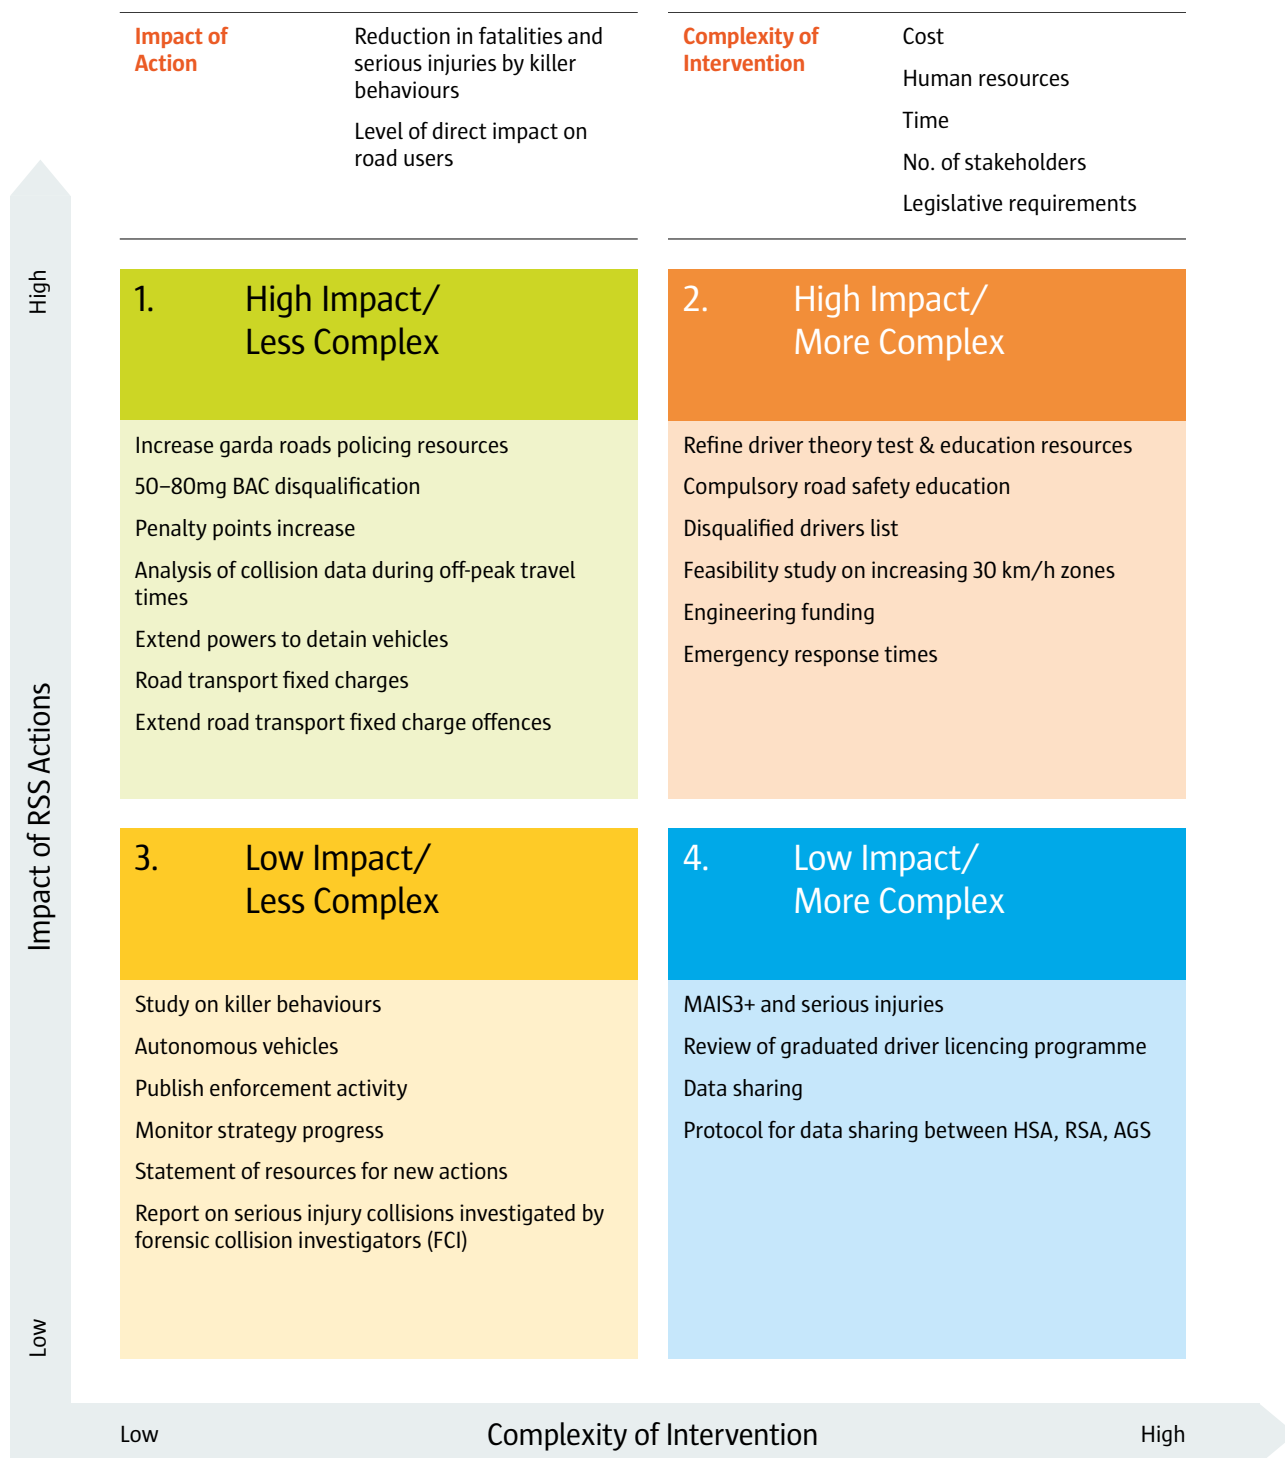 Impact of
Action
Reduction in fatalities and
serious injuries by killer
behaviours
Level of direct impact on
road users
Complexity of
Intervention
Cost
Human resources
Time
No. of stakeholders
Legislative requirements
High
Impact of RSS Actions
Low
1. High Impact/
Less Complex
Increase garda roads policing resources
50–80mg BAC disqualification
Penalty points increase
Analysis of collision data during off-peak travel
times
Extend powers to detain vehicles
Road transport fixed charges
Extend road transport fixed charge offences
2. High Impact/
More Complex
Refine driver theory test & education resources
Compulsory road safety education
Disqualified drivers list
Feasibility study on increasing 30 km/h zones
Engineering funding
Emergency response times
3. Low Impact/
Less Complex
Study on killer behaviours
Autonomous vehicles
Publish enforcement activity
Monitor strategy progress
Statement of resources for new actions
Report on serious injury collisions investigated by
forensic collision investigators (FCI)
4. Low Impact/
More Complex
MAIS3+ and serious injuries
Review of graduated driver licencing programme
Data sharing
Protocol for data sharing between HSA, RSA, AGS
Low
Complexity of Intervention
High